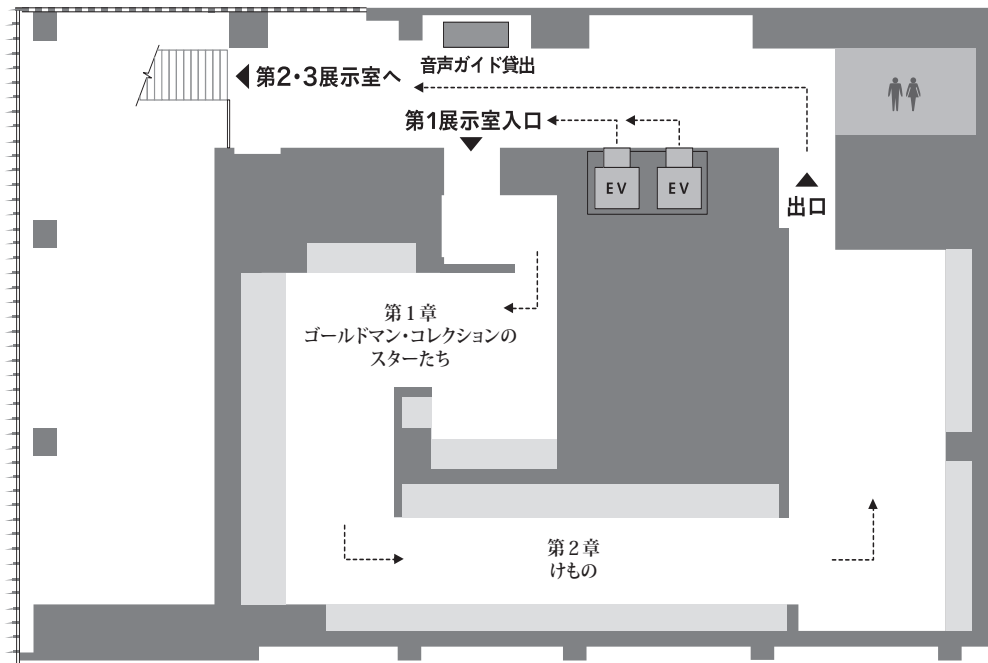 音声ガイド貸出
第2・3展示室へ
第1展示室入口
EV
EV
出口
第1章
ゴールドマン・コレクションの
スターたち
第2章
けもの